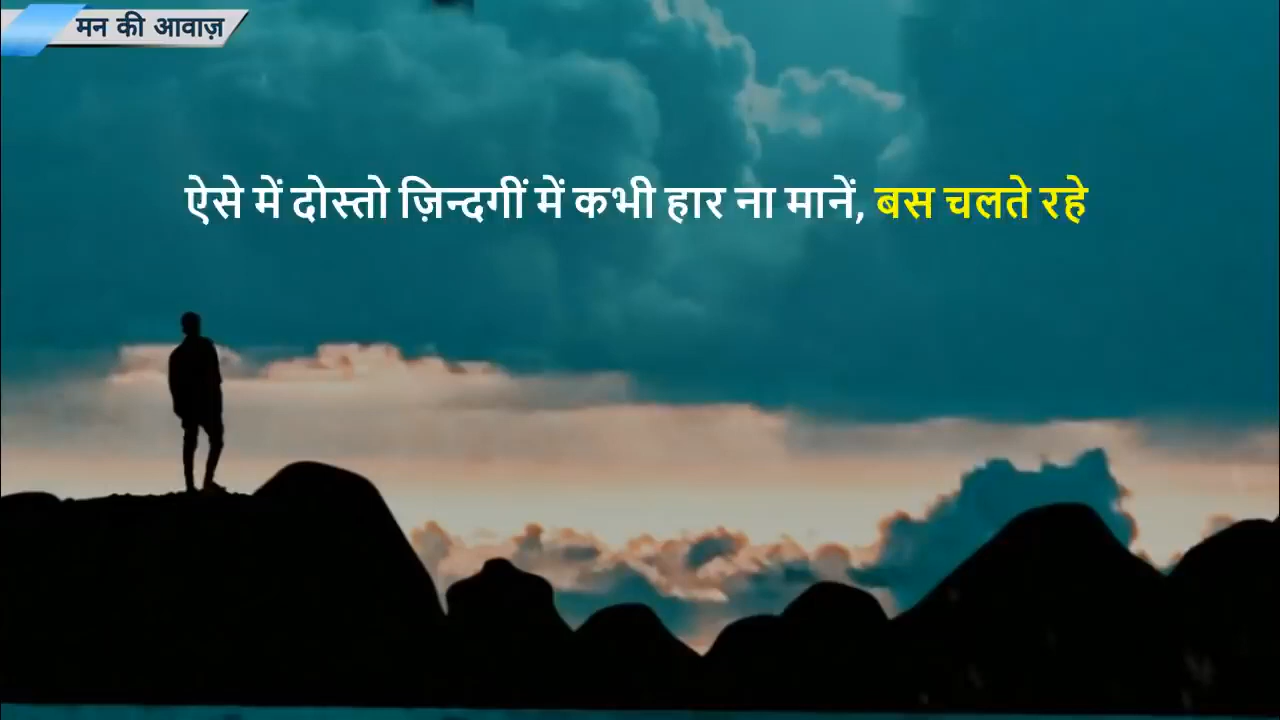 मन की आवाज़
ऐसे में दोस्तो ज़िन्दगीं में कभी हार ना मानें, बस चलते रहे